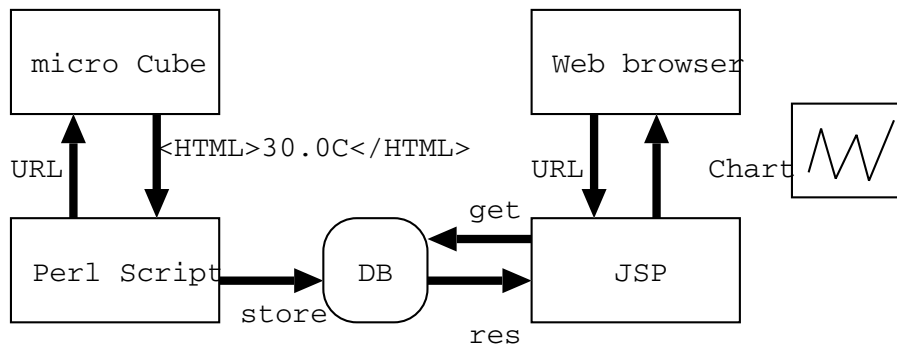 micro Cube
Web browser
<HTML>30.0C</HTML>
URL
URL
Chart
get
Perl Script
DB
JSP
store
res